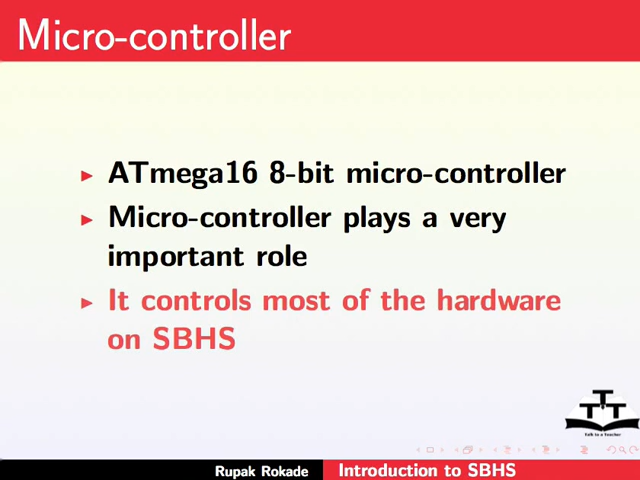 Micro-controller
ATmega16 8-bit micro-controller
Micro-controller plays a very
important role
It controls most of the hardware
on SBHS
T T T
Talk to a Teacher
Rupak Rokade
Introduction to SBHS